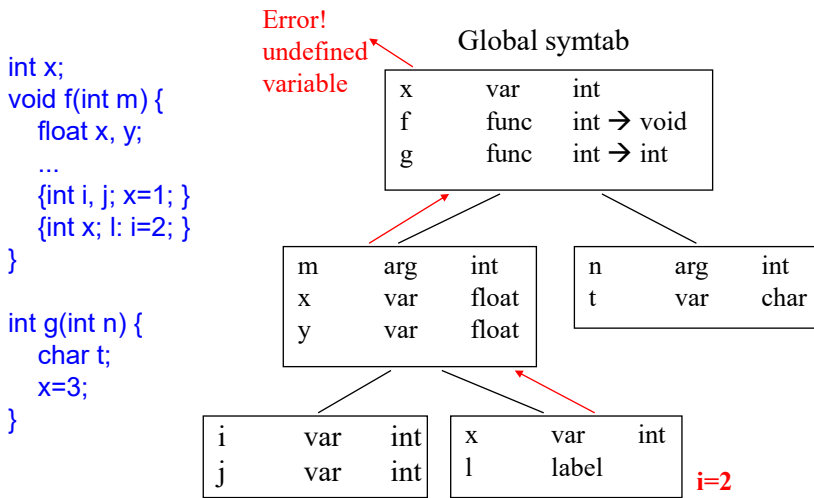 int x;
void f(int m) {
float x, y;
...
{int i, j; x=1; }
{int x; l: i=2; }
}
int g(int n) {
char t;
x=3;
}
Error!
undefined
variable
Global symtab
x var int
f func int → void
g func int → int
m arg int
x var float
y var float
n arg int
t var char
i var int
j var int
x var int
l label
i=2